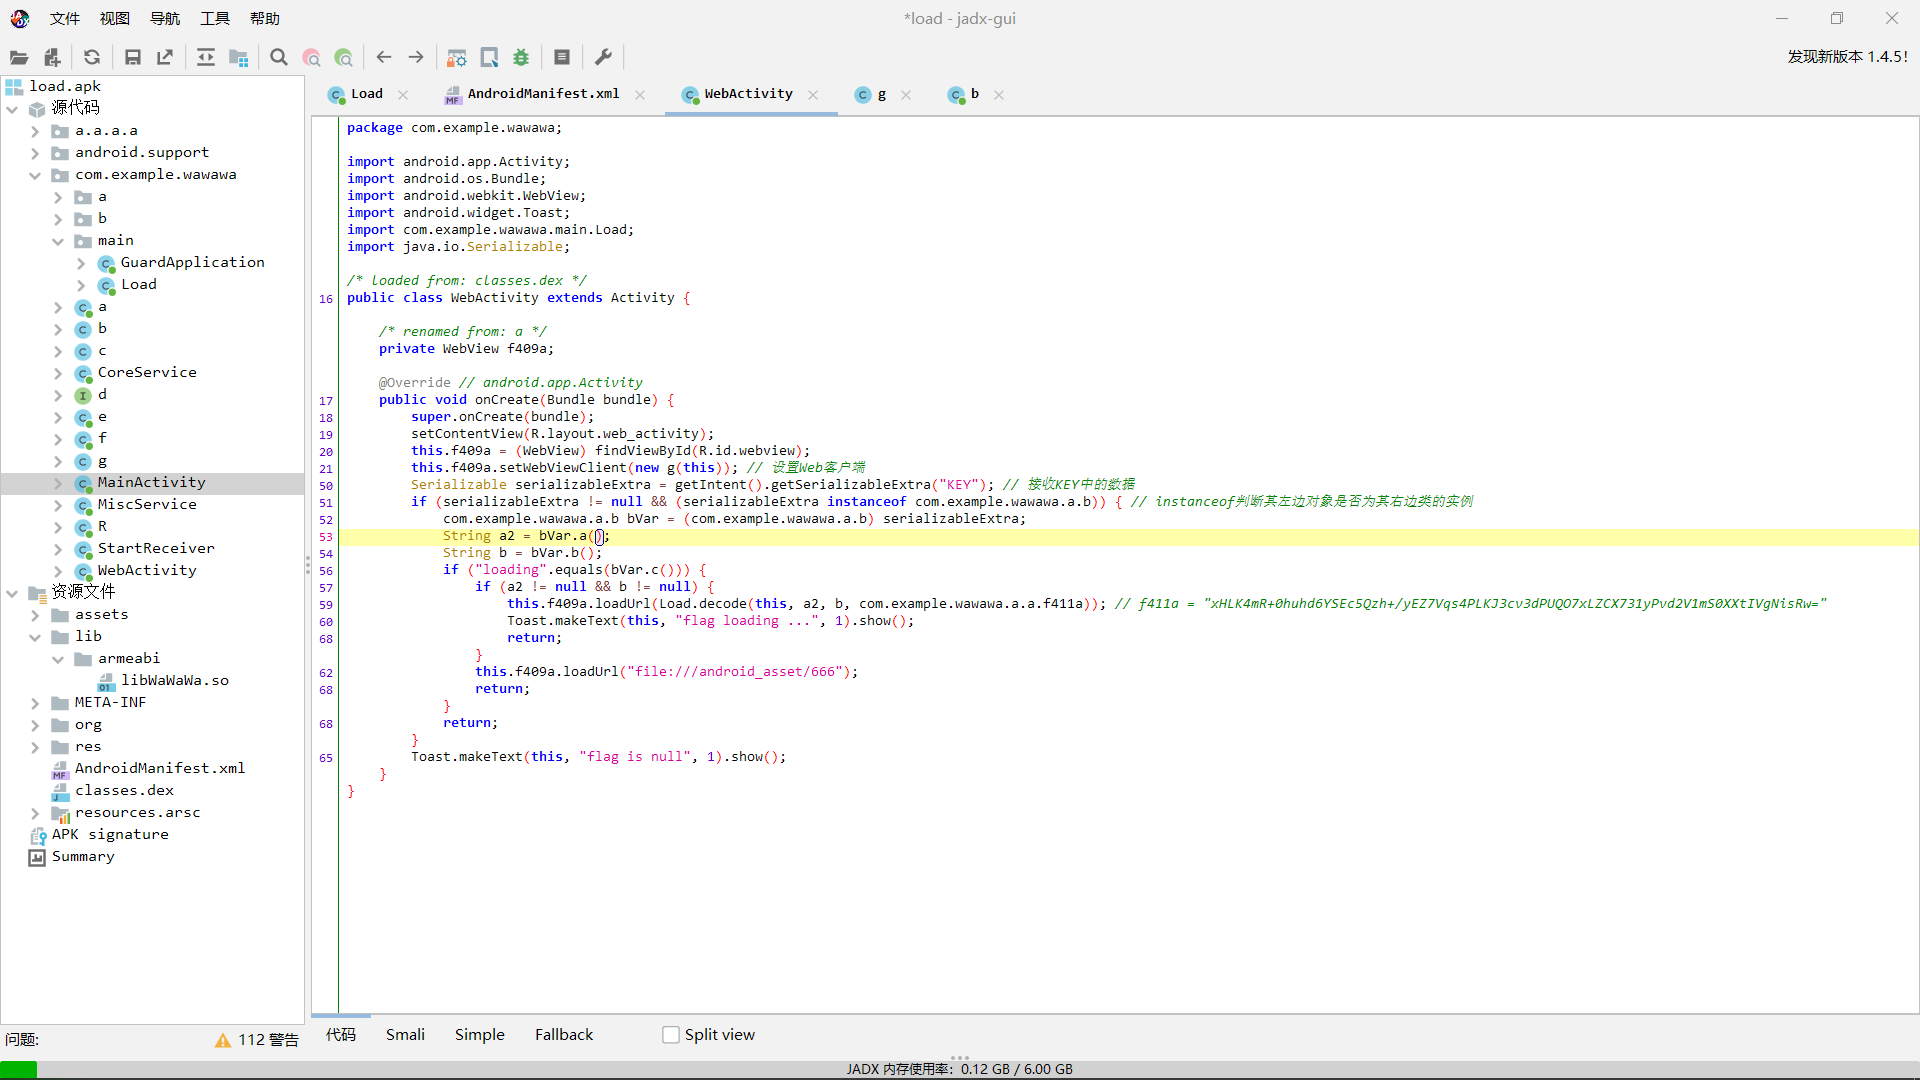 文件 视图 导航 工具 帮助
*load - jadx-gui
发现新版本 1.4.5!
load.apk
源代码
a.a.a.a
android.support
com.example.wawawa
a
b
main
GuardApplication
Load
a
b
c
CoreService
d
e
f
g
MainActivity
MiscService
R
StartReceiver
WebActivity
资源文件
assets
lib
armeabi
libWaWaWa.so
META-INF
org
res
AndroidManifest.xml
classes.dex
resources.arsc
APK signature
Summary
问题:
112 警告
Load AndroidManifest.xml WebActivity g b
package com.example.wawawa;
import android.app.Activity;
import android.os.Bundle;
import android.webkit.WebView;
import android.widget.Toast;
import com.example.wawawa.main.Load;
import java.io.Serializable;
/* loaded from: classes.dex */
16 public class WebActivity extends Activity {
/* renamed from: a */
private WebView f409a;
@Override // android.app.Activity
17 public void onCreate(Bundle bundle) {
18 super.onCreate(bundle);
19 setContentView(R.layout.web_activity);
20 this.f409a = (WebView) findViewById(R.id.webview);
21 this.f409a.setWebViewClient(new g(this)); // 设置Web客户端
50 Serializable serializableExtra = getIntent().getSerializableExtra("KEY"); // 接收KEY中的数据
51 if (serializableExtra != null && (serializableExtra instanceof com.example.wawawa.a.b)) { // instanceof判断其左边对象是否为其右边类的实例
52 com.example.wawawa.a.b bVar = (com.example.wawawa.a.b) serializableExtra;
53 String a2 = bVar.a();
54 String b = bVar.b();
56 if ("loading".equals(bVar.c())) {
57 if (a2 != null && b != null) {
59 this.f409a.loadUrl(Load.decode(this, a2, b, com.example.wawawa.a.a.f411a)); // f411a = "xHLK4mR+0huhd6YSEc5Qzh+/yEZ7Vqs4PLKJ3cv3dPUQO7xLZCX731yPvd2V1mS0XXtIVgNisRw="
60 Toast.makeText(this, "flag loading ...", 1).show();
68 return;
}
62 this.f409a.loadUrl("file:///android_asset/666");
68 return;
}
68 return;
}
65 Toast.makeText(this, "flag is null", 1).show();
}
}
代码 Smali Simple Fallback Split view
JADX 内存使用率: 0.12 GB / 6.00 GB